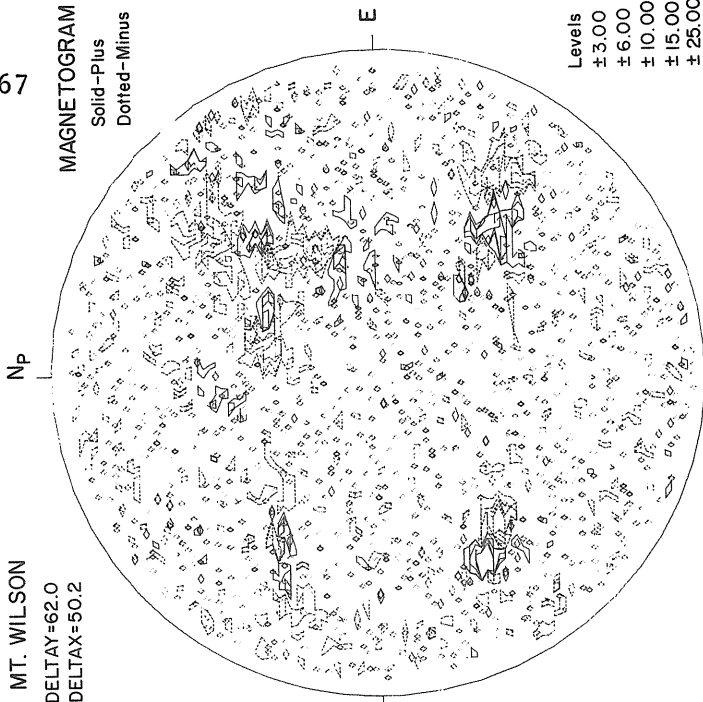 67
MT. WILSON
MAGNETOGRAM
DELTAY=62.0
DELTAX=50.2
Solid-Plus
Dotted-Minus
Np
E
Levels
±3.00
±6.00
±10.00
±15.00
±25.00